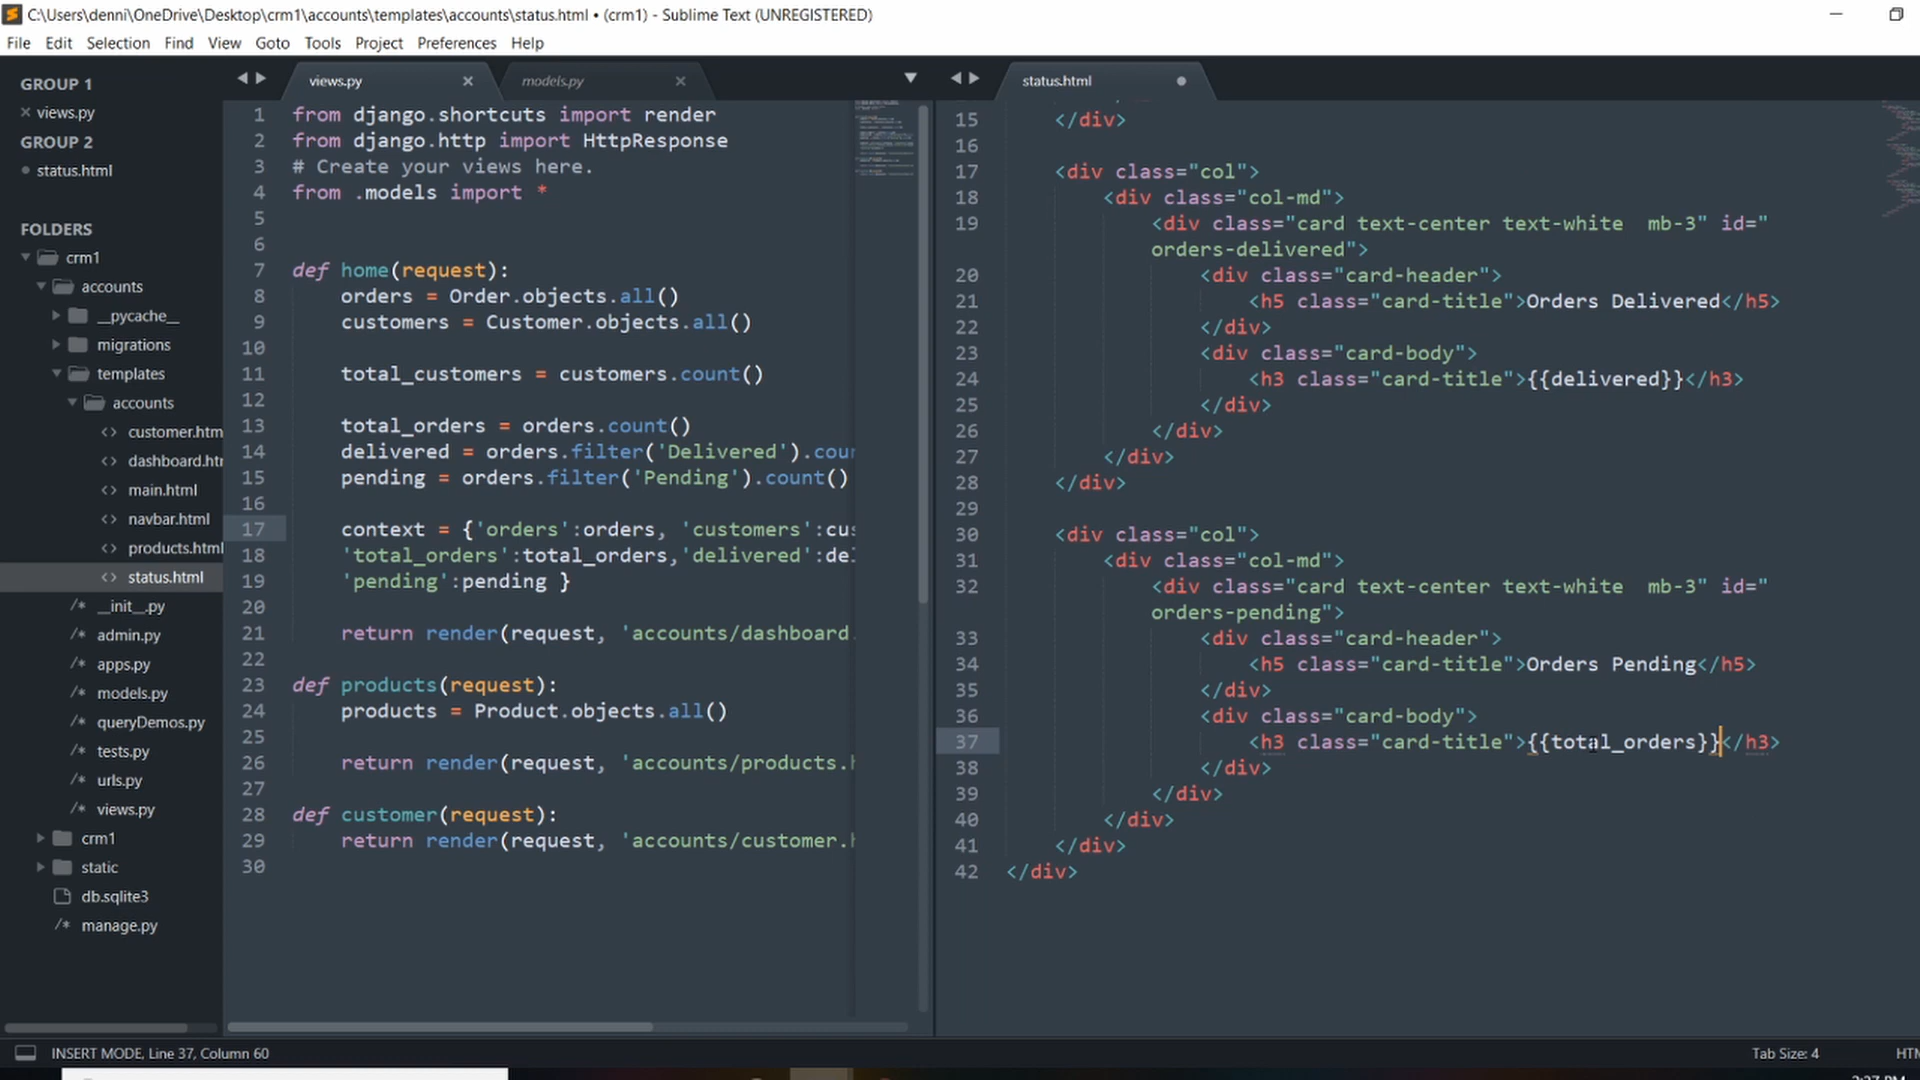 C:\Users\denni\OneDrive\Desktop\crm1\accounts\templates\accounts\status.html • (crm1) - Sublime Text (UNREGISTERED)
File Edit Selection Find View Goto Tools Project Preferences Help
GROUP 1
views.py
GROUP 2
status.html
FOLDERS
crm1
accounts
__pycache__
migrations
templates
accounts
customer.htm
dashboard.htr
main.html
navbar.html
products.html
status.html
__init__.py
admin.py
apps.py
models.py
queryDemos.py
tests.py
urls.py
views.py
crm1
static
db.sqlite3
manage.py
views.py models.py
1 from django.shortcuts import render
2 from django.http import HttpResponse
3 # Create your views here.
4 from .models import *
5
6
7 def home(request):
8 orders = Order.objects.all()
9 customers = Customer.objects.all()
10
11 total_customers = customers.count()
12
13 total_orders = orders.count()
14 delivered = orders.filter('Delivered').cour
15 pending = orders.filter('Pending').count()
16
17 context = {'orders':orders, 'customers':cus
18 'total_orders':total_orders,'delivered':del
19 'pending':pending }
20
21 return render(request, 'accounts/dashboard.
22
23 def products(request):
24 products = Product.objects.all()
25
26 return render(request, 'accounts/products.h
27
28 def customer(request):
29 return render(request, 'accounts/customer.h
30
status.html
15 </div>
16
17 <div class="col">
18 <div class="col-md">
19 <div class="card text-center text-white  mb-3" id="
orders-delivered">
20 <div class="card-header">
21 <h5 class="card-title">Orders Delivered</h5>
22 </div>
23 <div class="card-body">
24 <h3 class="card-title">{{delivered}}</h3>
25 </div>
26 </div>
27 </div>
28 </div>
29
30 <div class="col">
31 <div class="col-md">
32 <div class="card text-center text-white  mb-3" id="
orders-pending">
33 <div class="card-header">
34 <h5 class="card-title">Orders Pending</h5>
35 </div>
36 <div class="card-body">
37 <h3 class="card-title">{{total_orders}}</h3>
38 </div>
39 </div>
40 </div>
41 </div>
42 </div>
INSERT MODE, Line 37, Column 60
Tab Size: 4
HTM